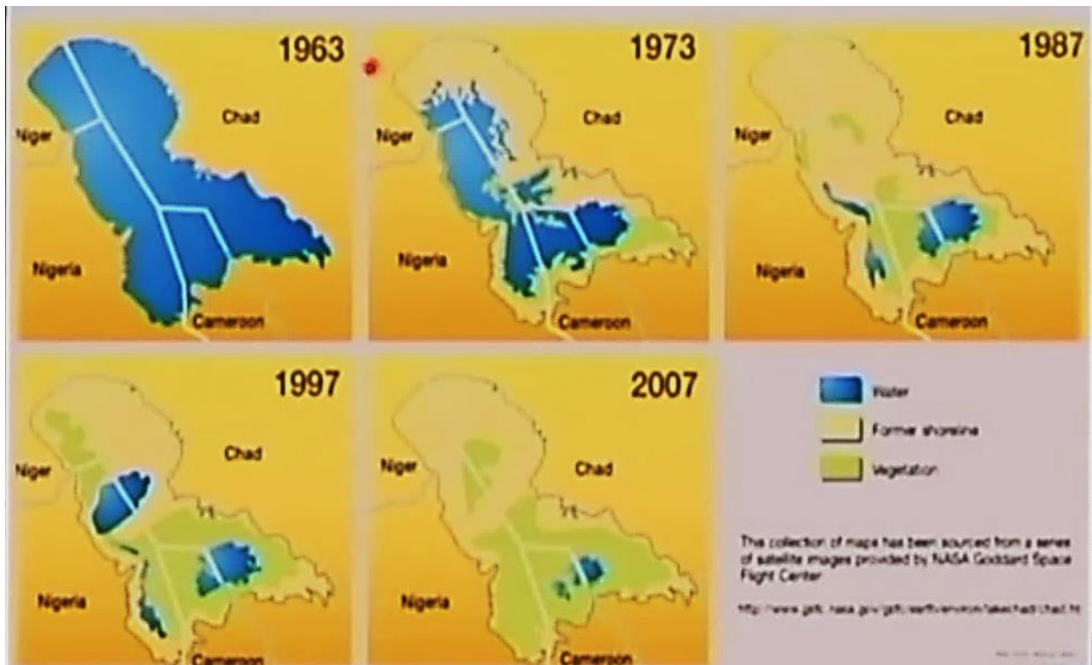 1963
Niger
Chad
Nigeria
Cameroon
1973
Niger
Chad
Nigeria
Cameroon
1987
Niger
Chad
Nigeria
Cameroon
1997
Niger
Chad
Nigeria
Cameroon
2007
Niger
Chad
Nigeria
Cameroon
Water
Former shoreline
Vegetation
This collection of maps has been sourced from a series
of satellite images provided by NASA Goddard Space
Flight Center